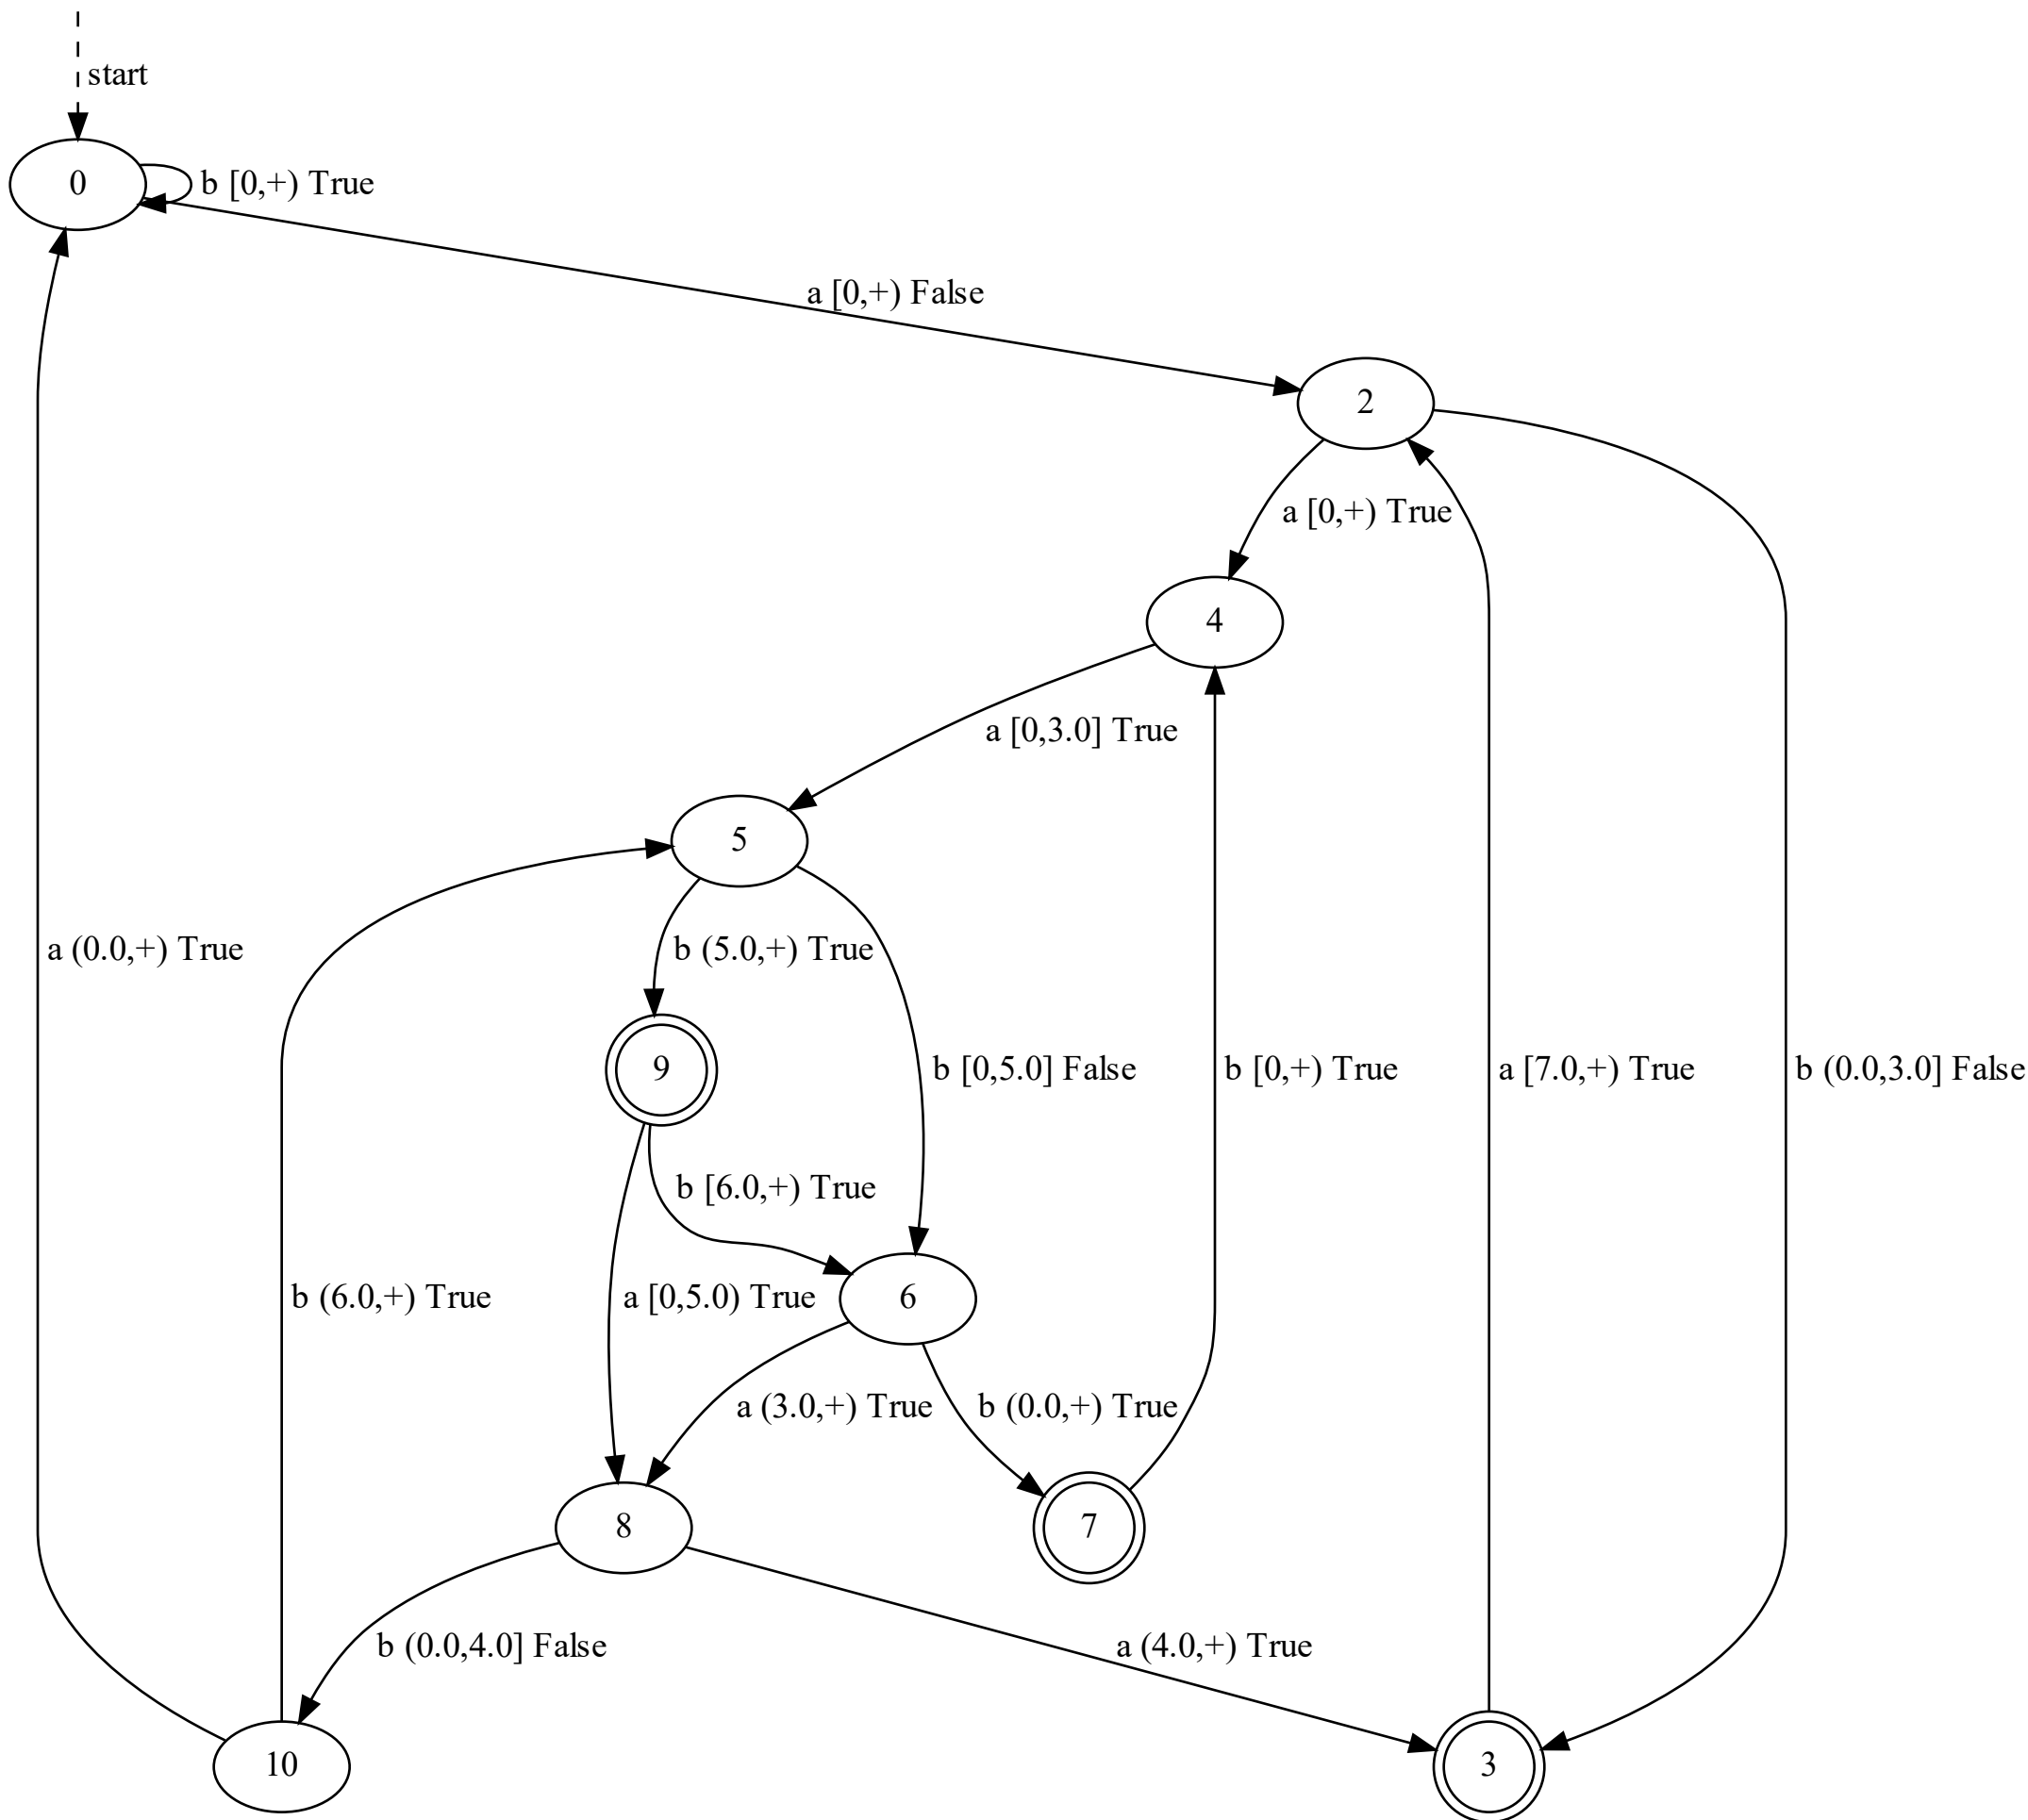 start
0
b [0,+) True
a [0,+) False
2
a [0,+) True
4
a [0,3.0] True
5
a (0.0,+) True
b (5.0,+) True
9
b [0,5.0] False
b [0,+) True
a [7.0,+) True
b (0.0,3.0] False
b [6.0,+) True
b (6.0,+) True
a [0,5.0) True
6
a (3.0,+) True
b (0.0,+) True
8
7
b (0.0,4.0] False
a (4.0,+) True
10
3